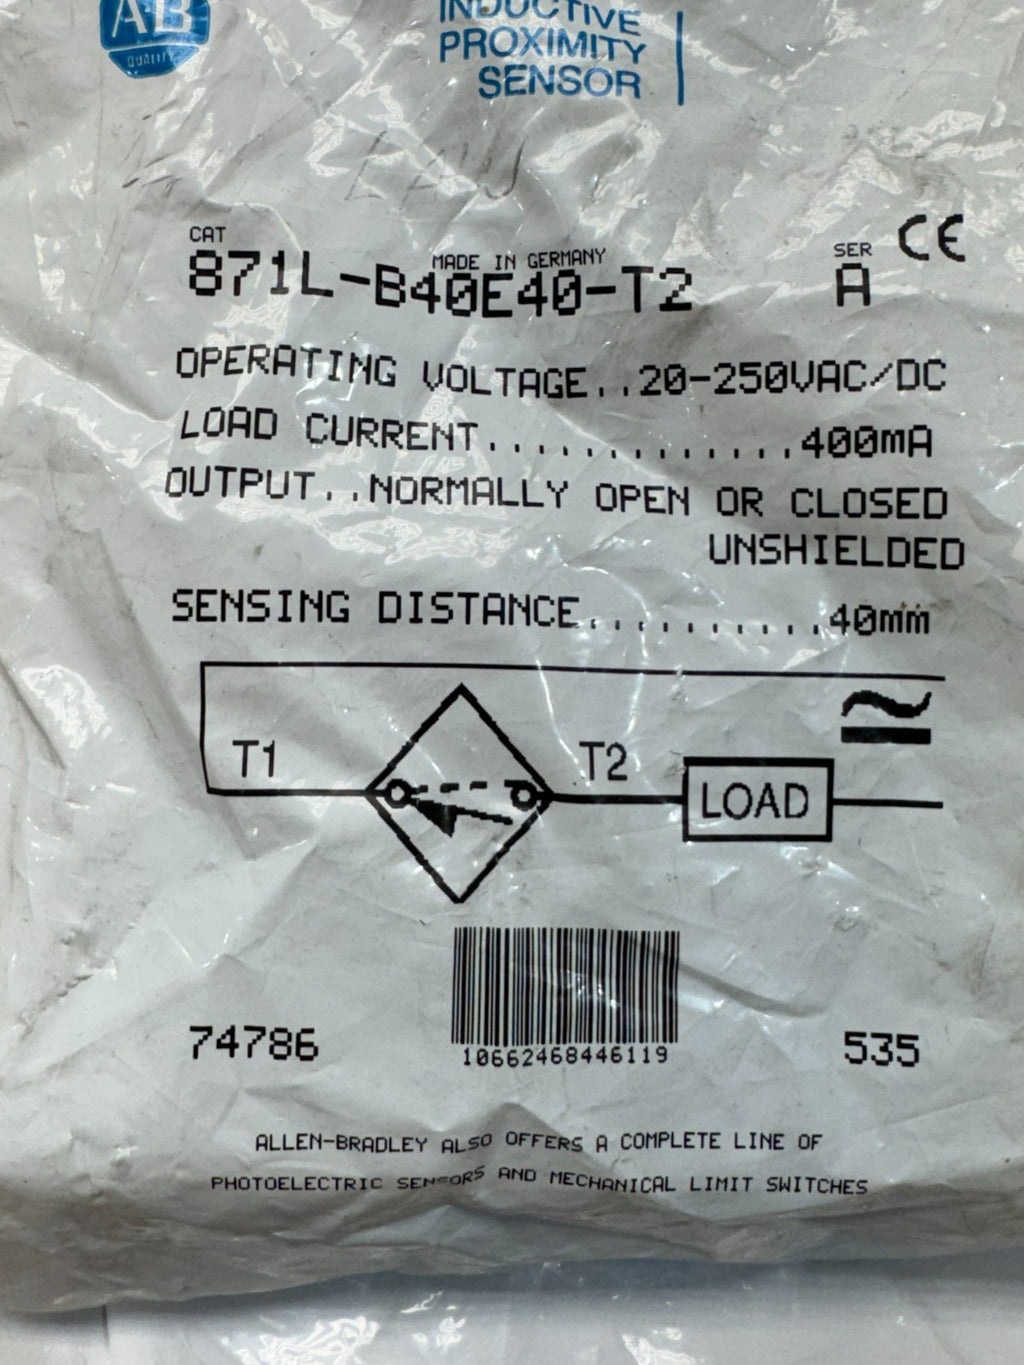 AB
QUALITY
INDUCTIVE
PROXIMITY
SENSOR
CAT
MADE IN GERMANY
871L-B40E40-T2
SER
A
CE
OPERATING VOLTAGE..20-250VAC/DC
LOAD CURRENT.............400mA
OUTPUT..NORMALLY OPEN OR CLOSED
UNSHIELDED
SENSING DISTANCE...........40mm
T1
T2
LOAD
10662468446119
74786
535
ALLEN-BRADLEY ALSO OFFERS A COMPLETE LINE OF
PHOTOELECTRIC SENSORS AND MECHANICAL LIMIT SWITCHES